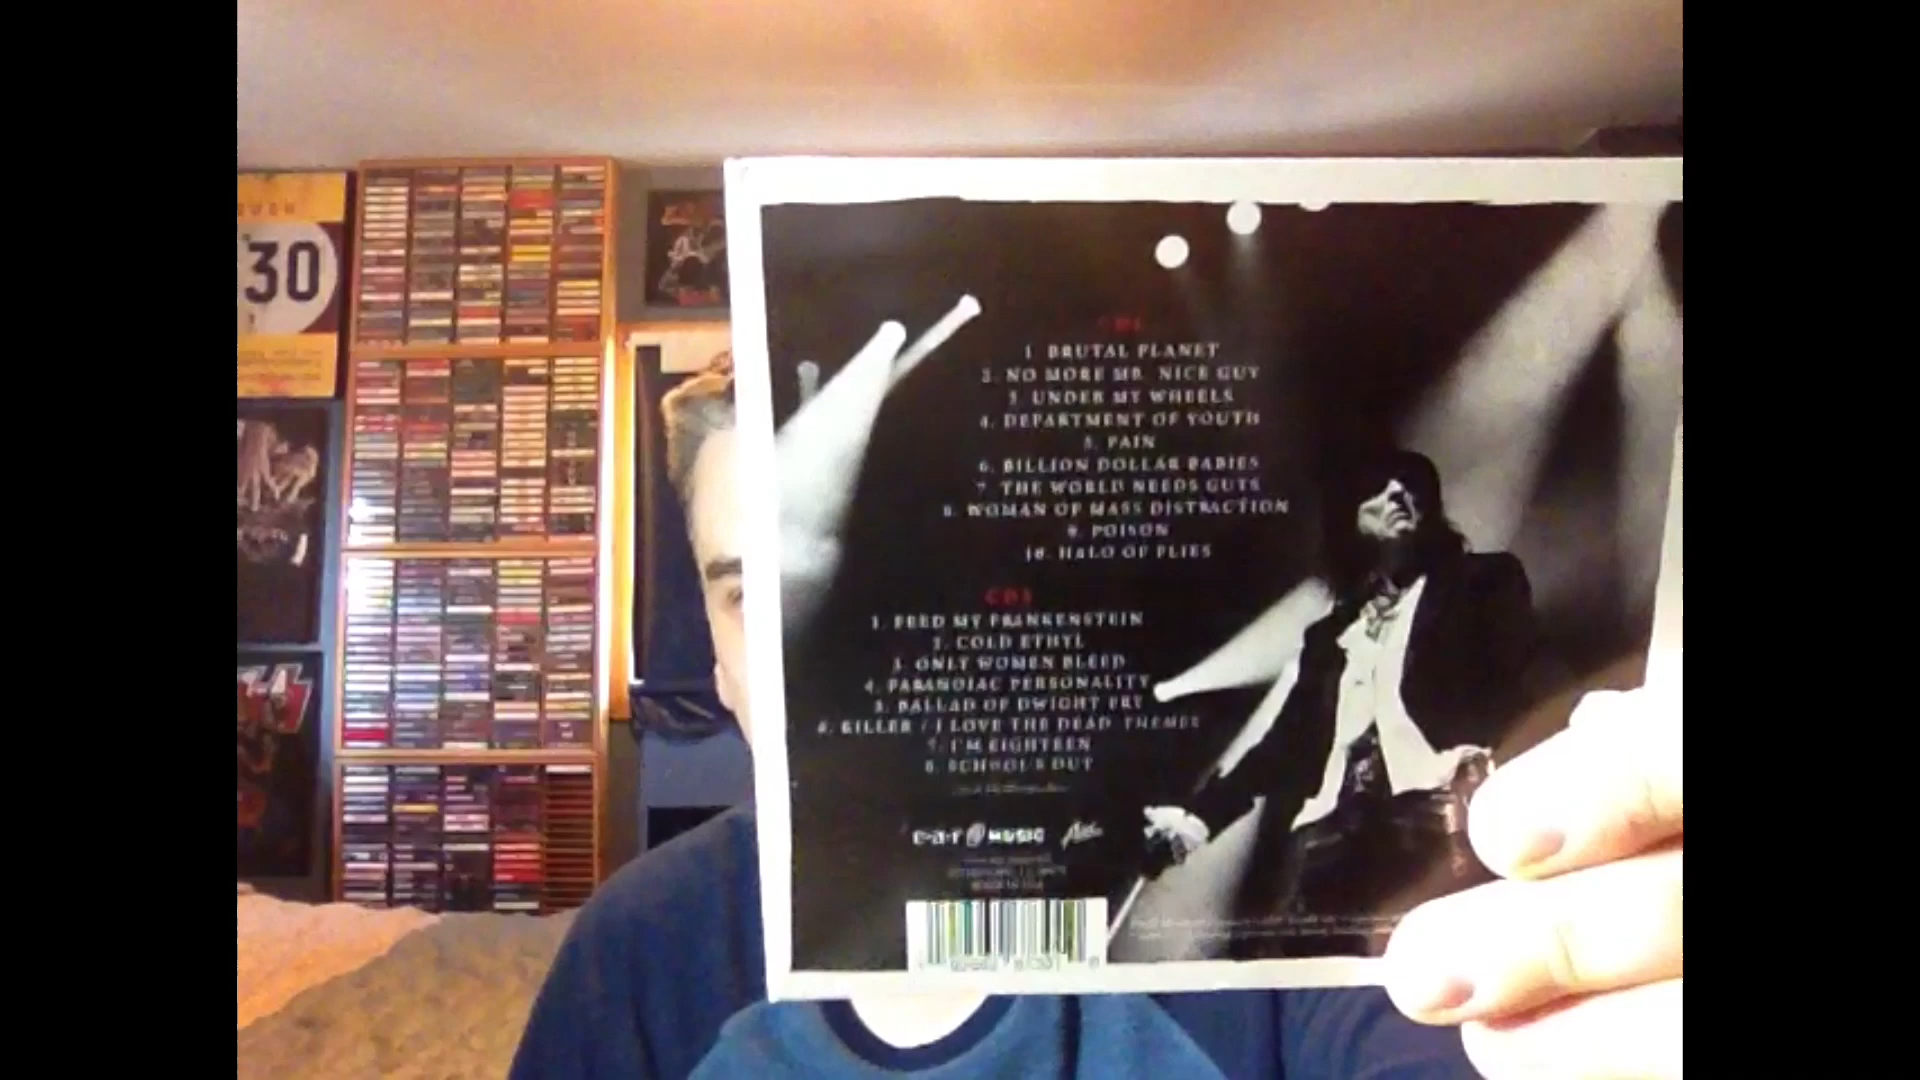 30
1. BRUTAL PLANET
2. NO MORE MR. NICE GUY
3. UNDER MY WHEELS
4. DEPARTMENT OF YOUTH
5. PAIN
6. BILLION DOLLAR BABIES
7. THE WORLD NEEDS GUTS
8. WOMAN OF MASS DISTRACTION
9. POISON
10. HALO OF FLIES
1. FEED MY FRANKENSTEIN
2. COLD ETHYL
3. ONLY WOMEN BLEED
4. PARANOIAC PERSONALITY
5. BALLAD OF DWIGHT FRY
6. KILLER / I LOVE THE DEAD THEMES
7. I'M EIGHTEEN
8. SCHOOL'S OUT
e-a-r MUSIC